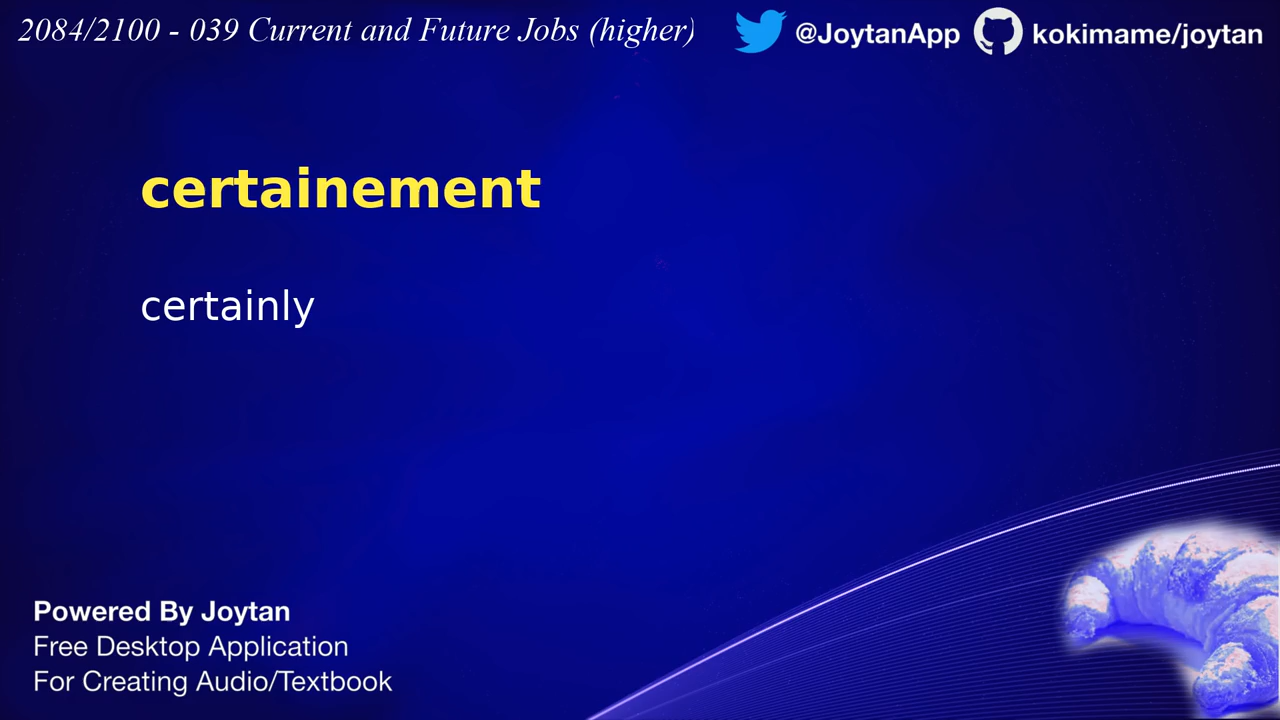 2084/2100 - 039 Current and Future Jobs (higher)
@JoytanApp
kokimame/joytan
certainement
certainly
Powered By Joytan
Free Desktop Application
For Creating Audio/Textbook